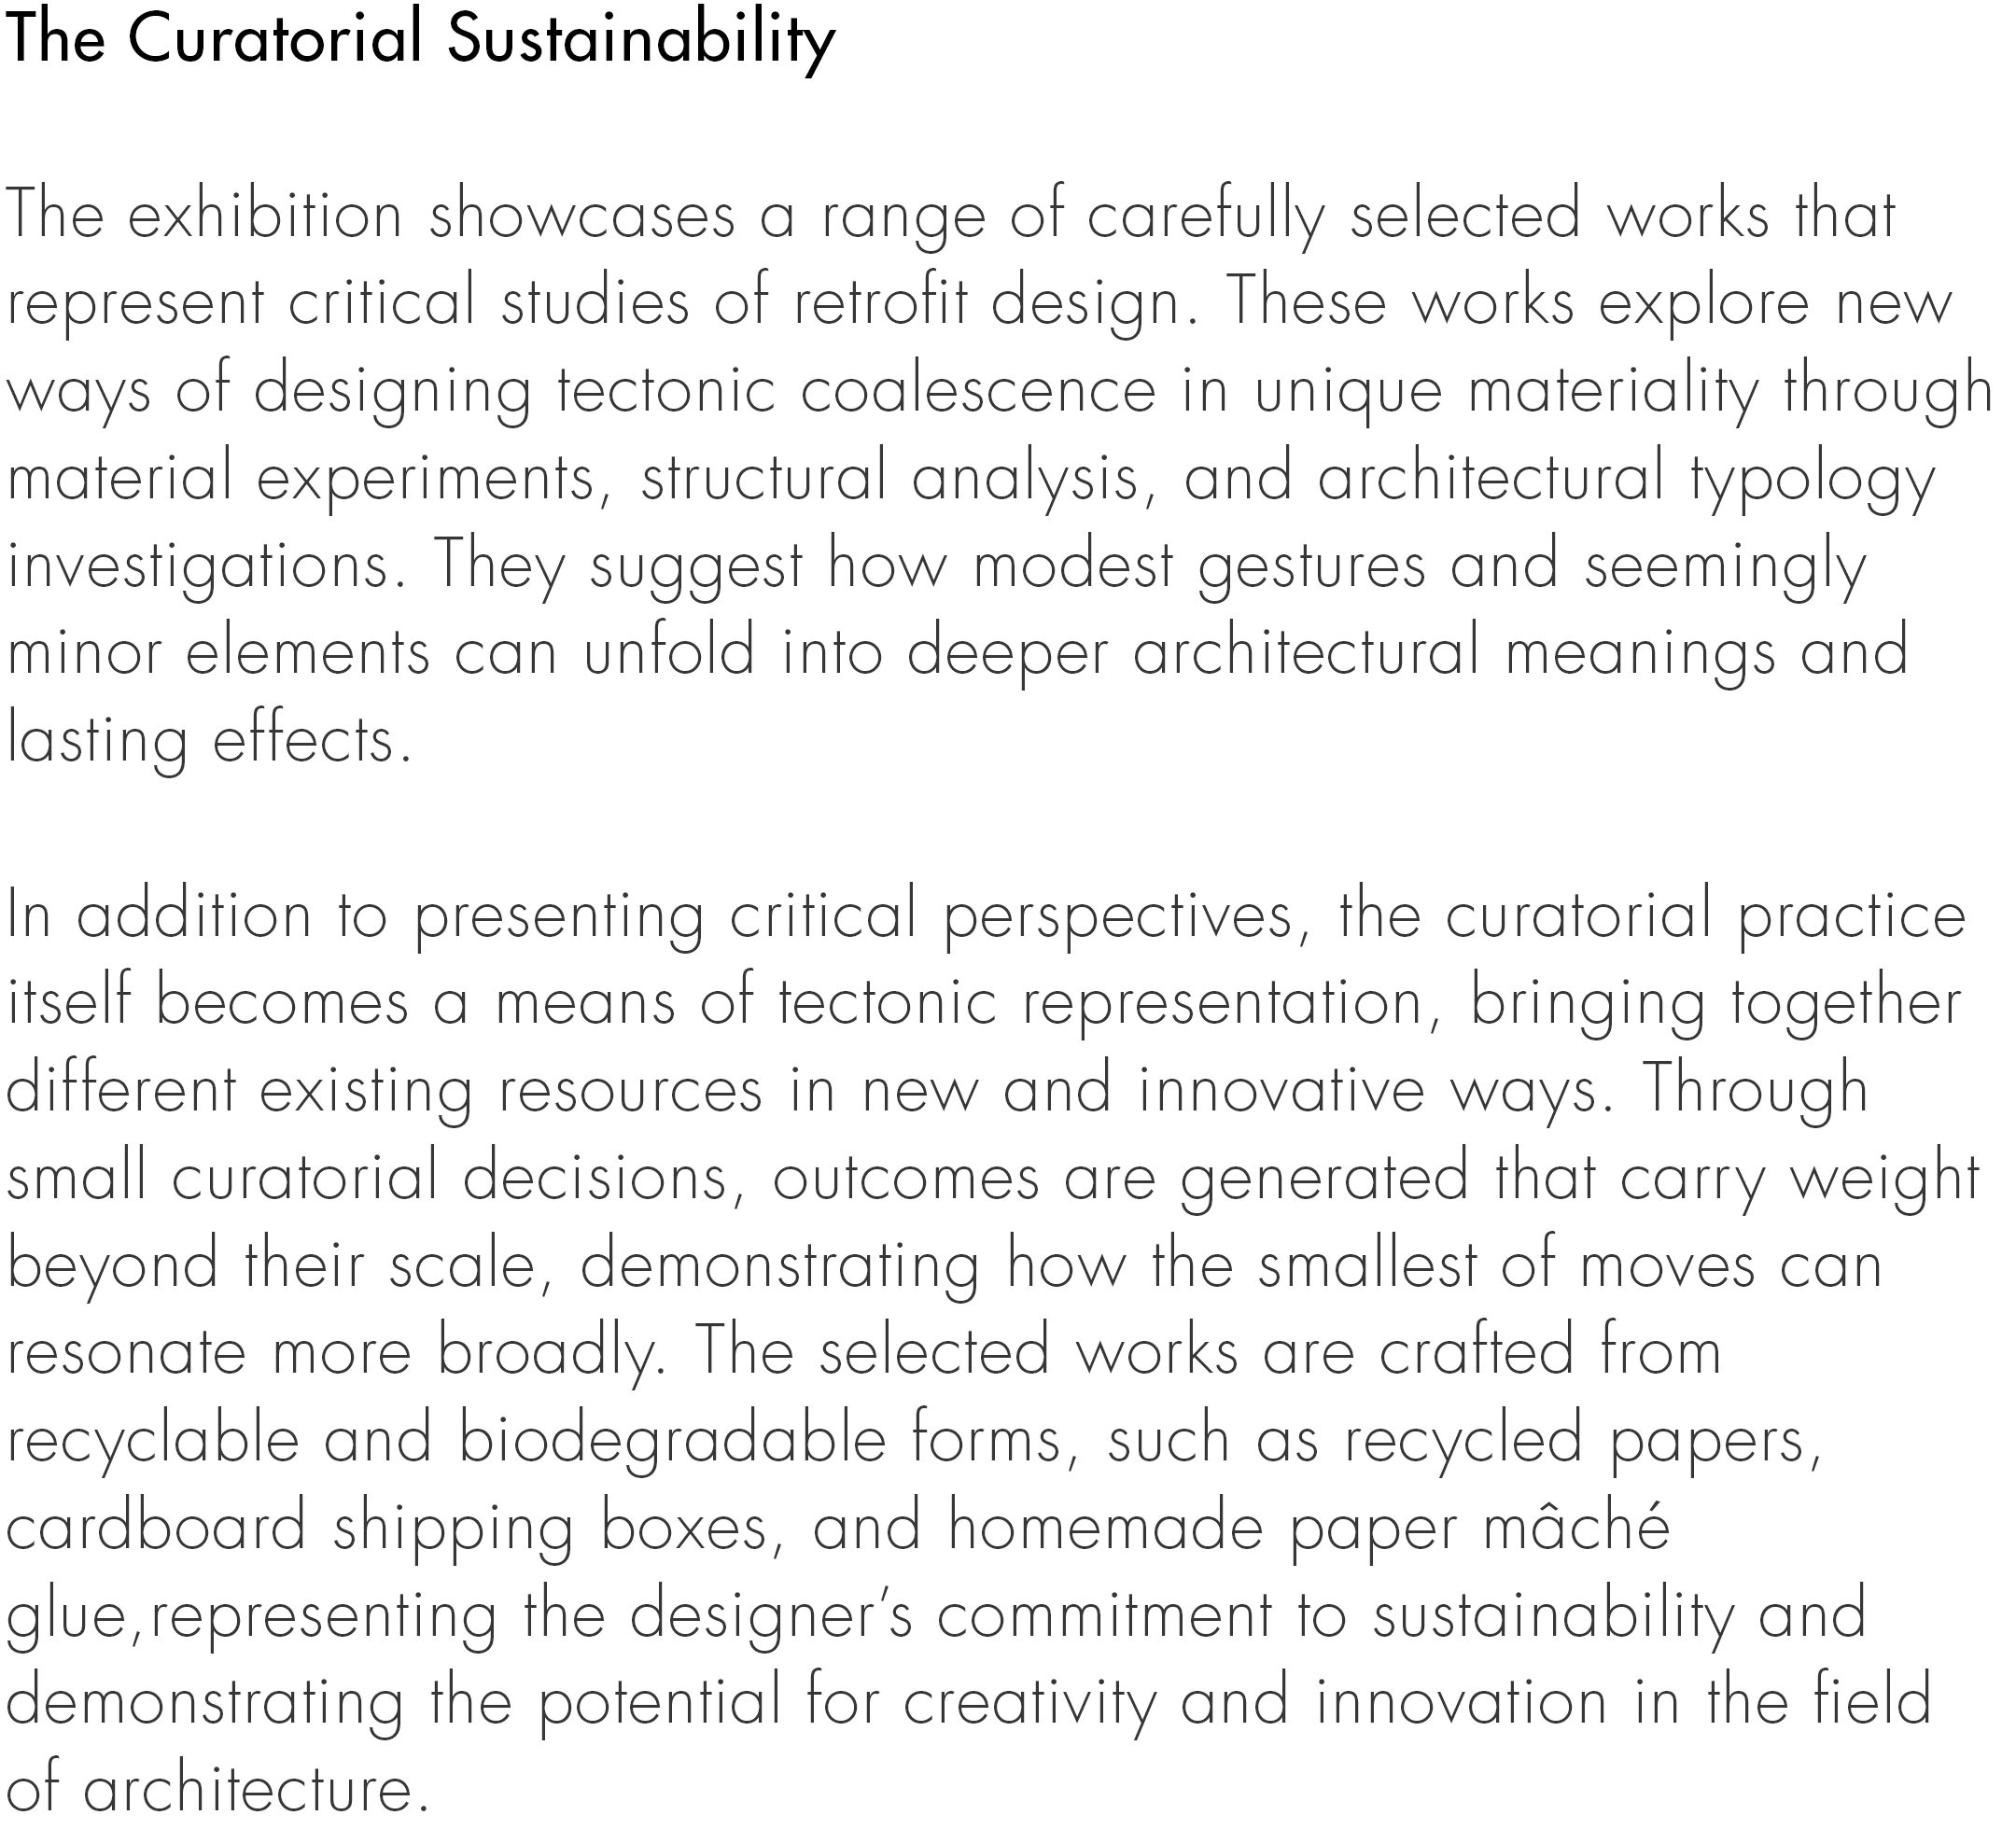 The Curatorial Sustainability
The exhibition showcases a range of carefully selected works that
represent critical studies of retrofit design. These works explore new
ways of designing tectonic coalescence in unique materiality through
material experiments, structural analysis, and architectural typology
investigations. They suggest how modest gestures and seemingly
minor elements can unfold into deeper architectural meanings and
lasting effects.
In addition to presenting critical perspectives, the curatorial practice
itself becomes a means of tectonic representation, bringing together
different existing resources in new and innovative ways. Through
small curatorial decisions, outcomes are generated that carry weight
beyond their scale, demonstrating how the smallest of moves can
resonate more broadly. The selected works are crafted from
recyclable and biodegradable forms, such as recycled papers,
cardboard shipping boxes, and homemade paper mâché
glue,representing the designer’s commitment to sustainability and
demonstrating the potential for creativity and innovation in the field
of architecture.